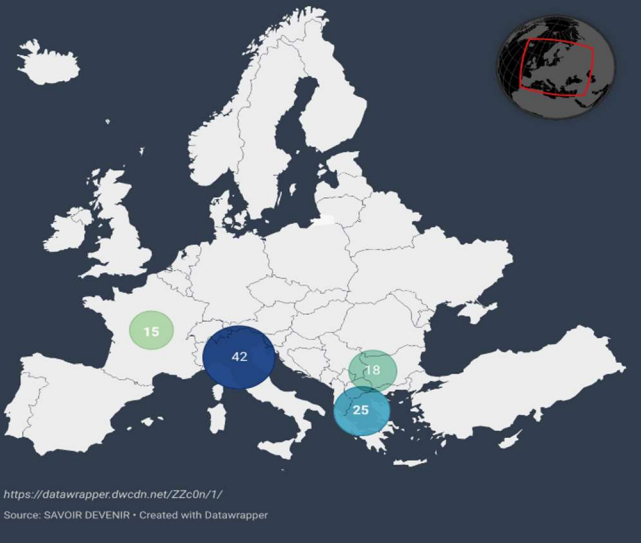 15
42
18
25
https://datawrapper.dwcdn.net/ZZc0n/1/
Source: SAVOIR DEVENIR • Created with Datawrapper